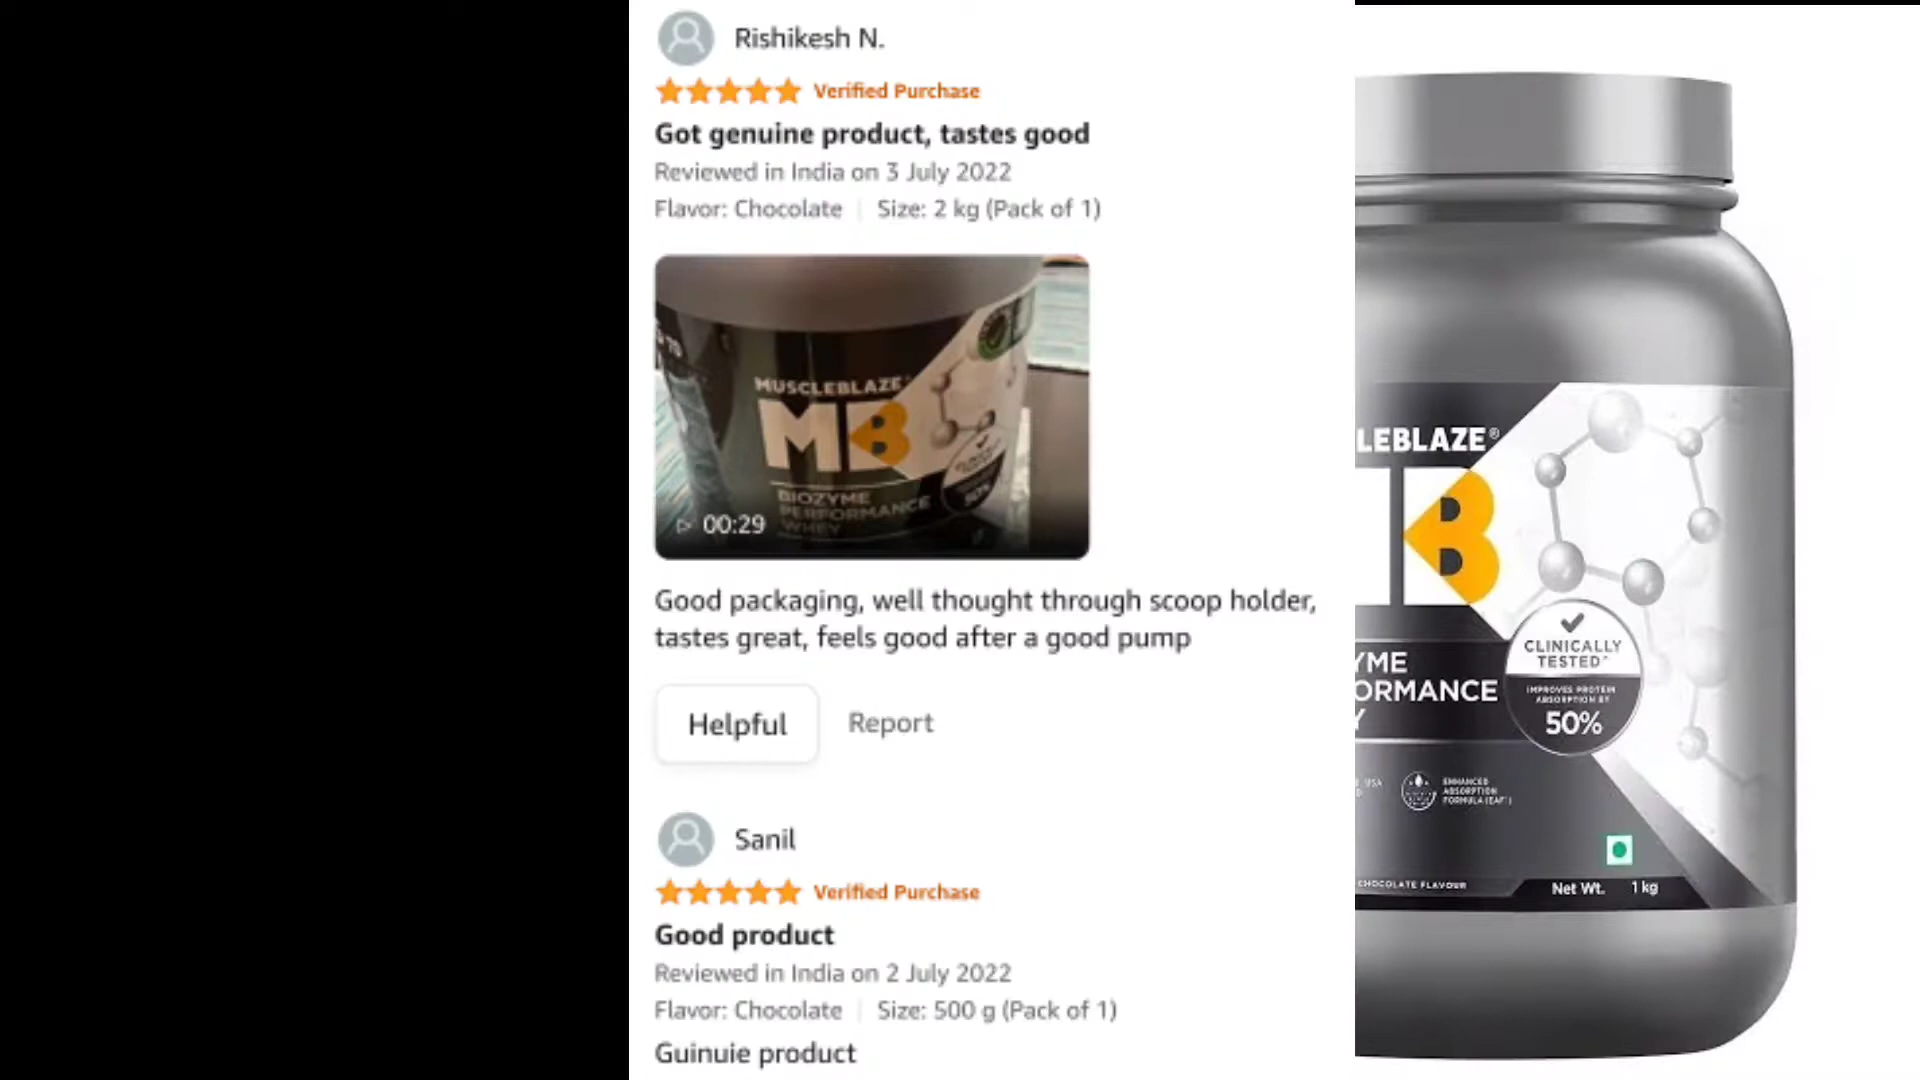 Rishikesh N.
Verified Purchase
Got genuine product, tastes good
Reviewed in India on 3 July 2022
Flavor: Chocolate | Size: 2 kg (Pack of 1)
MUSCLEBLAZE
MB
BIOZYME
PERFORMANCE
WHEY
50%
00:29
Good packaging, well thought through scoop holder,
tastes great, feels good after a good pump
Helpful Report
Sanil
Verified Purchase
Good product
Reviewed in India on 2 July 2022
Flavor: Chocolate | Size: 500 g (Pack of 1)
Guinuie product
LEBLAZE®
B
CLINICALLY
TESTED
IMPROVES PROTEIN
ABSORPTION BY
50%
YME
ORMANCE
Y
USA
ENHANCED
ABSORPTION
FORMULA (EAF)
CHOCOLATE FLAVOUR
Net Wt. 1 kg